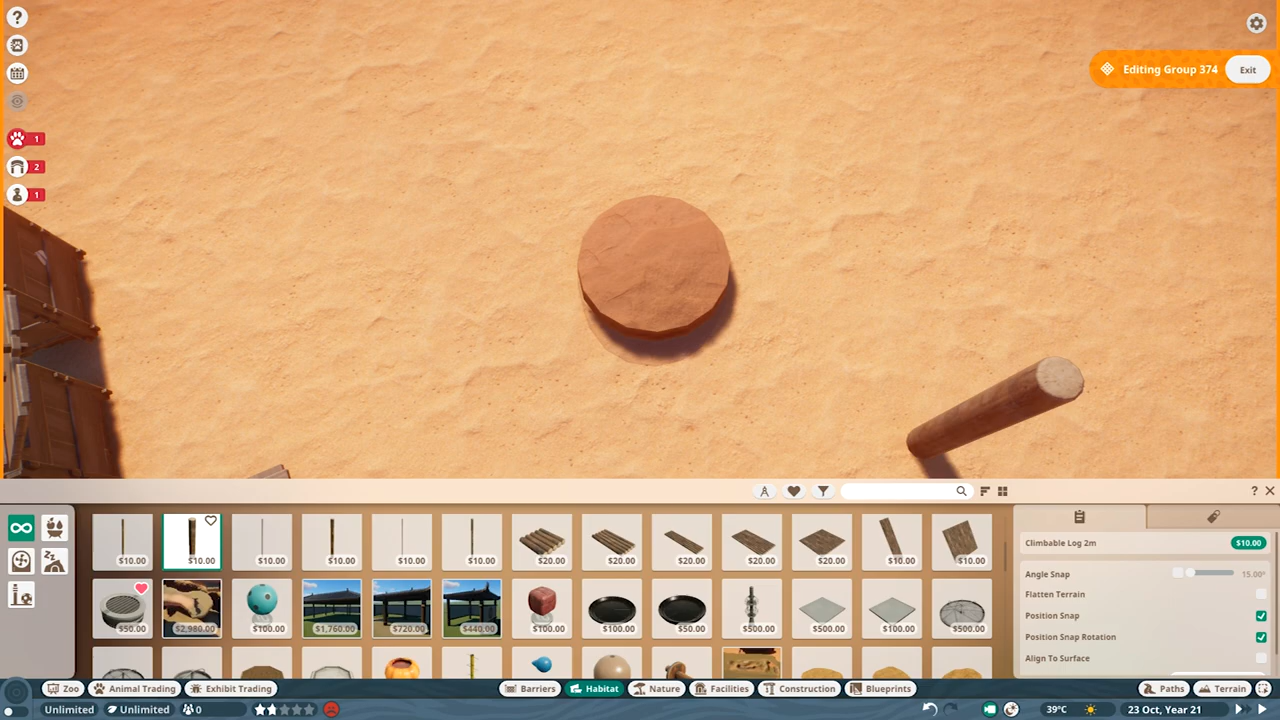 ?
Editing Group 374
Exit
1
2
1
? ×
$10.00 $10.00 $10.00 $10.00 $10.00 $10.00 $20.00 $20.00 $20.00 $20.00 $20.00 $10.00 $10.00
$50.00 $2,980.00 $100.00 $1,760.00 $720.00 $440.00 $100.00 $100.00 $50.00 $500.00 $500.00 $100.00 $500.00
Climbable Log 2m $10.00
Angle Snap 15.00°
Flatten Terrain
Position Snap
Position Snap Rotation
Align To Surface
Zoo Animal Trading Exhibit Trading Barriers Habitat Nature Facilities Construction Blueprints Paths Terrain
Unlimited Unlimited 0 39°C 23 Oct, Year 21